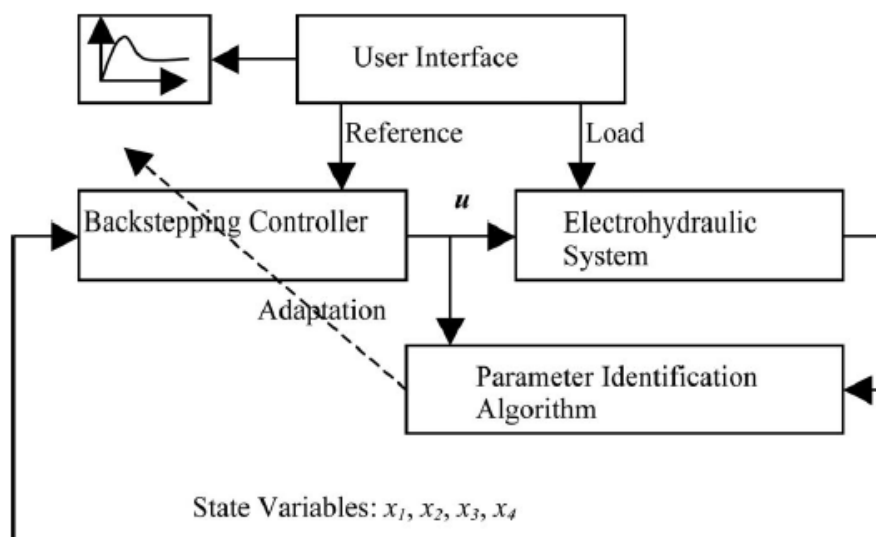 User Interface
Reference
Load
Backstepping Controller
u
Electrohydraulic
System
Adaptation
Parameter Identification
Algorithm
State Variables: x₁, x₂, x₃, x₄